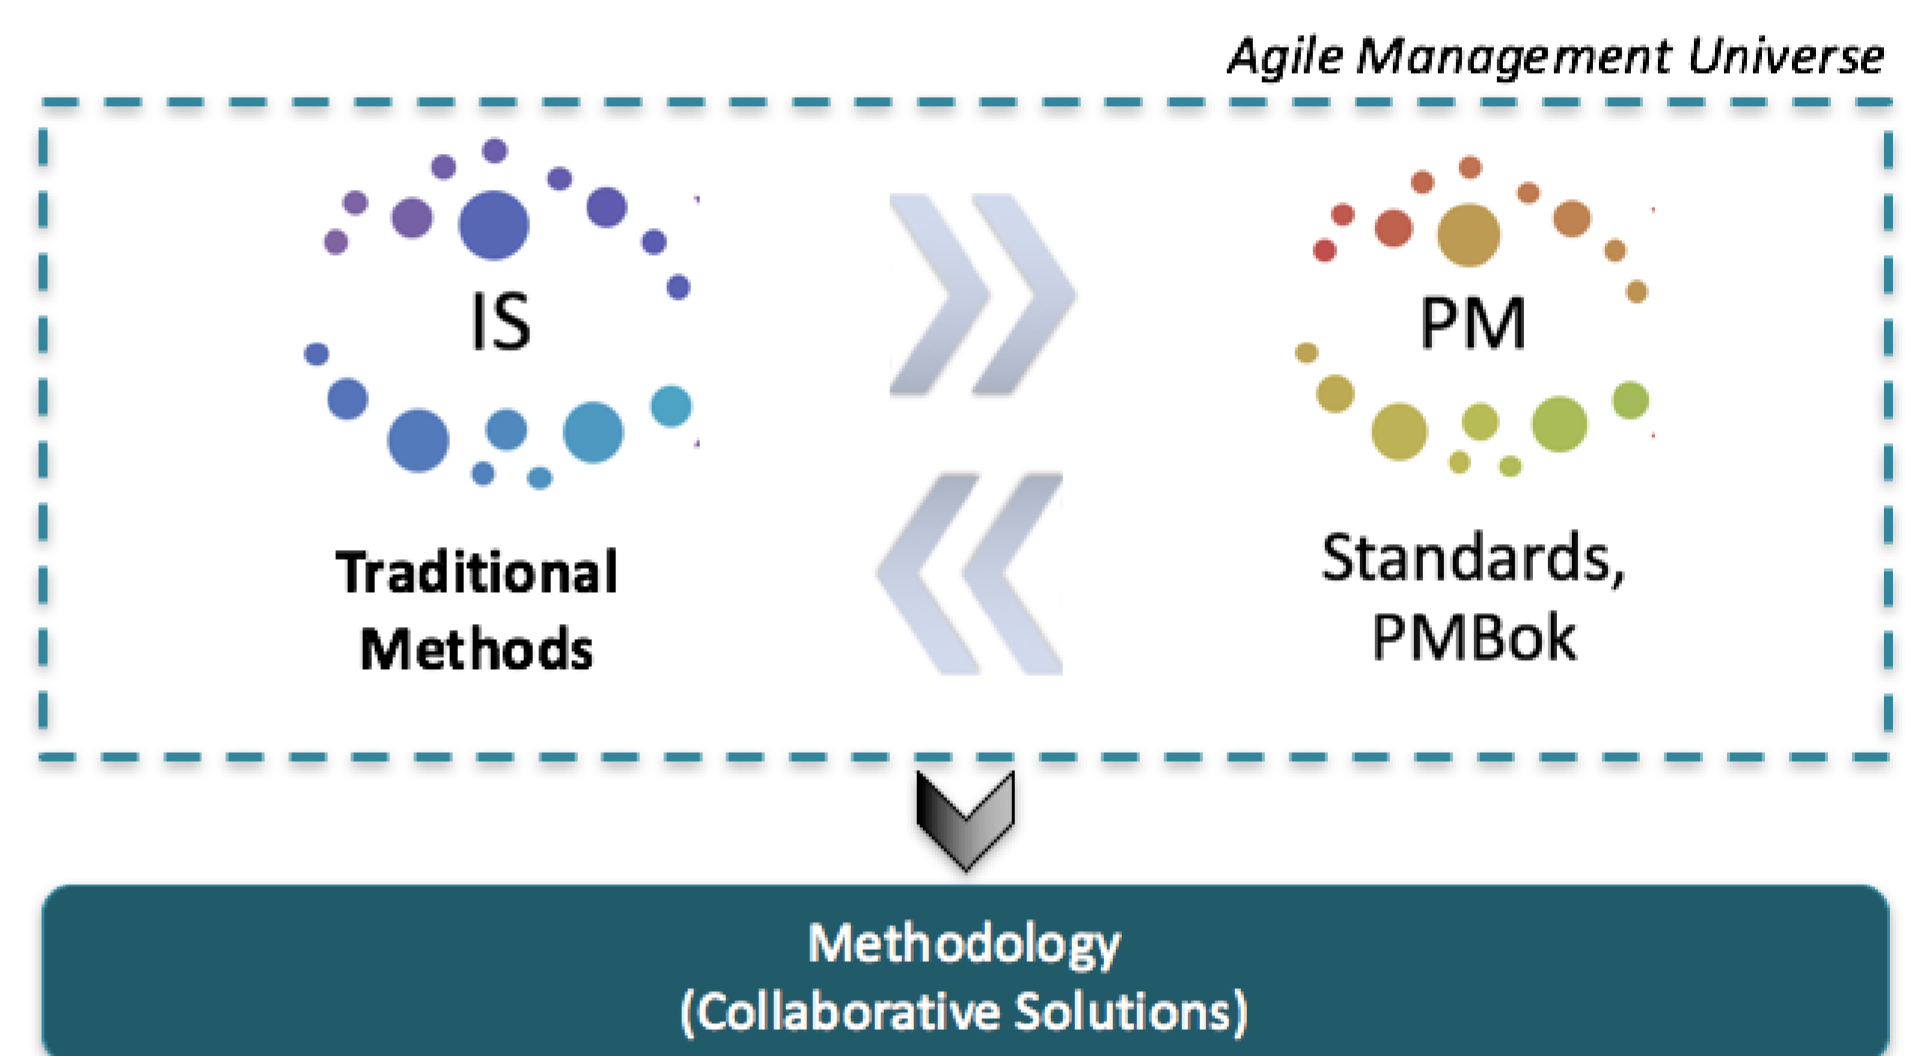 Agile Management Universe
IS
PM
Traditional
Methods
Standards,
PMBok
Methodology
(Collaborative Solutions)